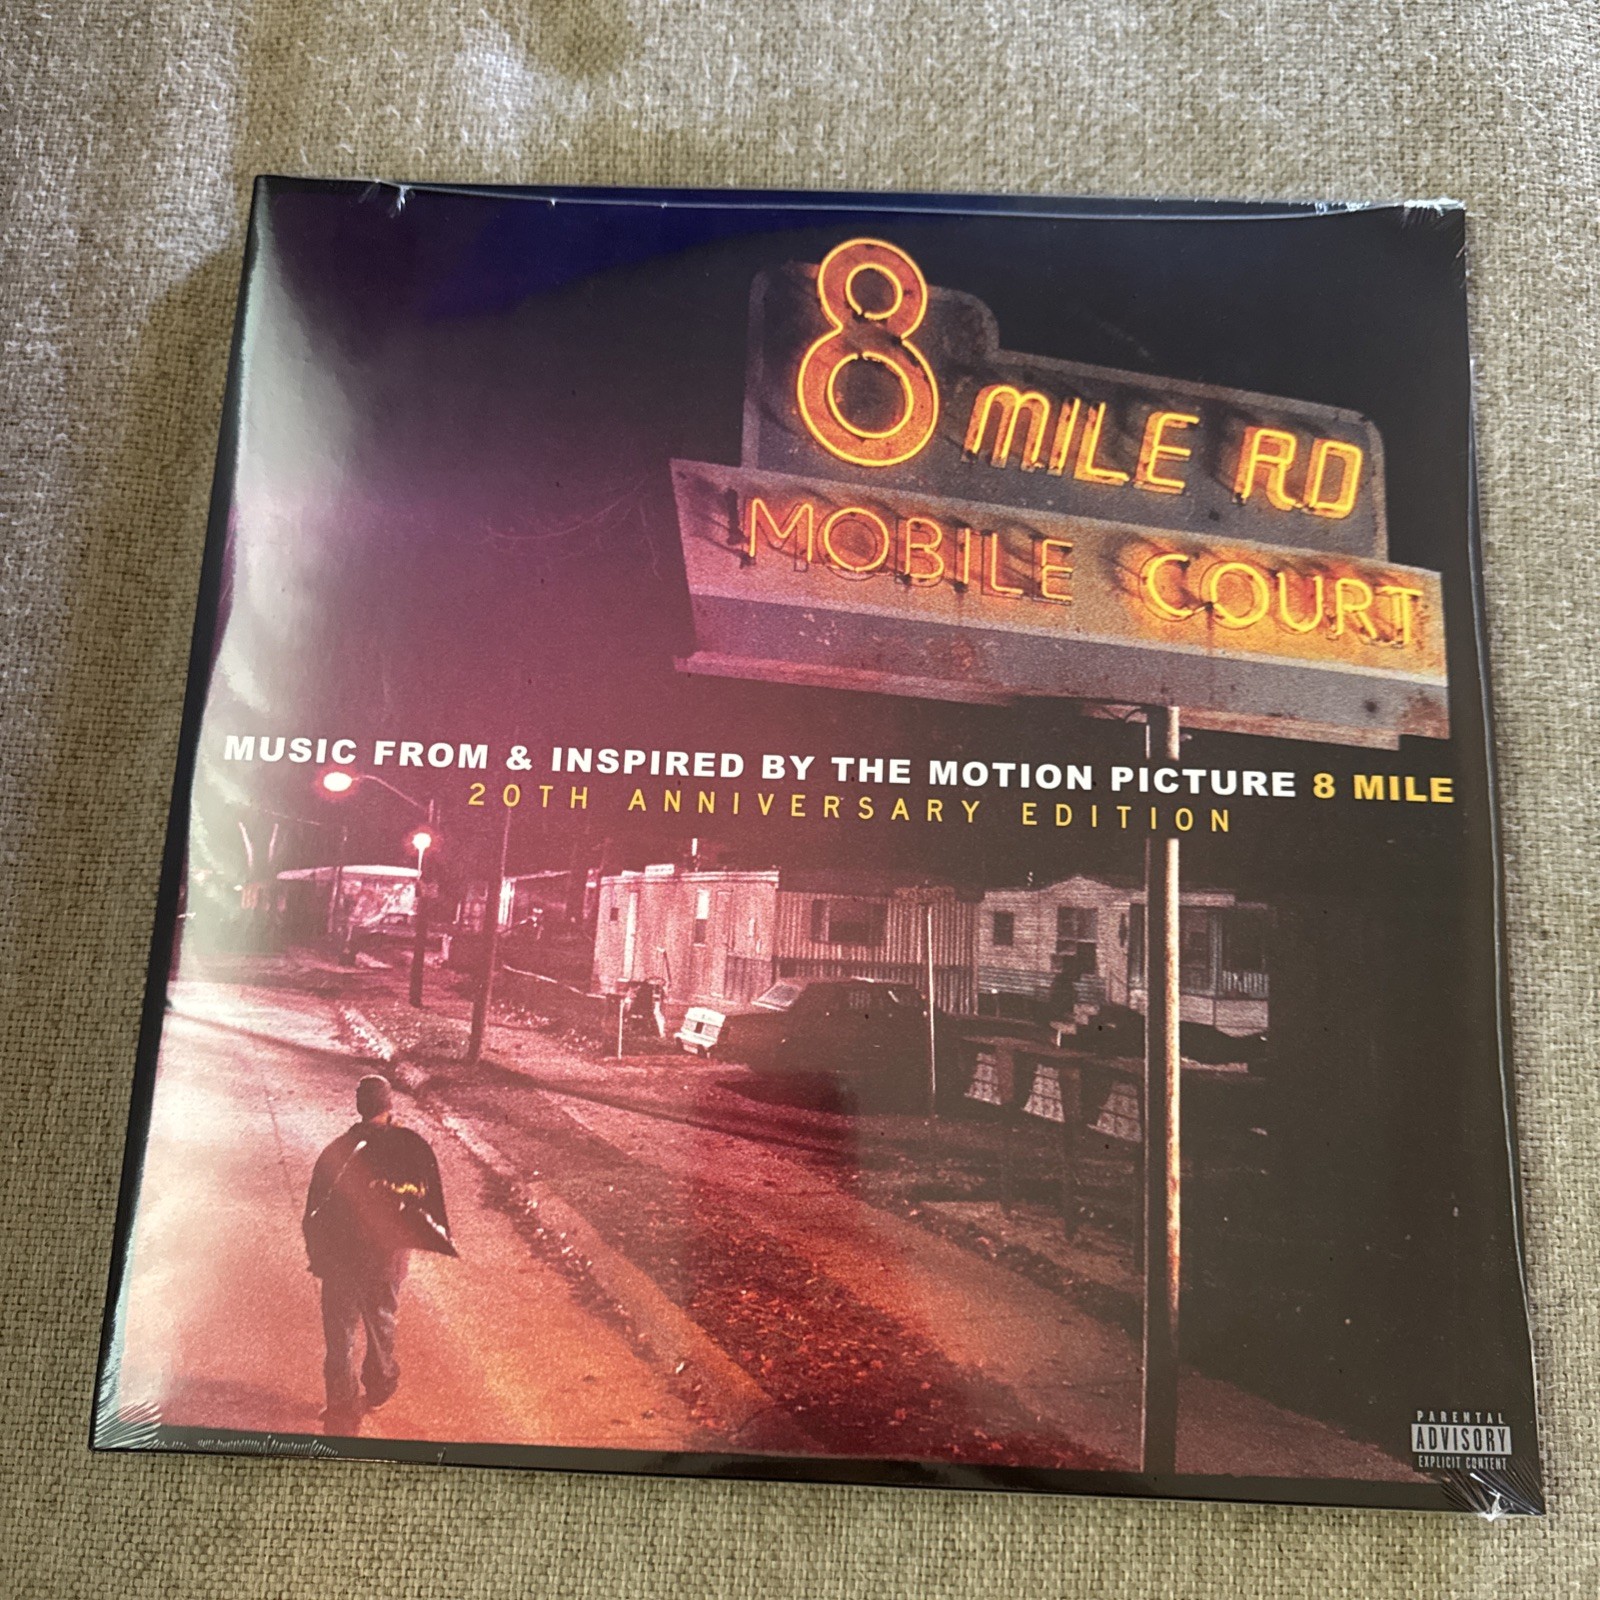 8 MILE RD
MOBILE COURT
MUSIC FROM & INSPIRED BY THE MOTION PICTURE 8 MILE
20TH ANNIVERSARY EDITION
PARENTAL
ADVISORY
EXPLICIT CONTENT